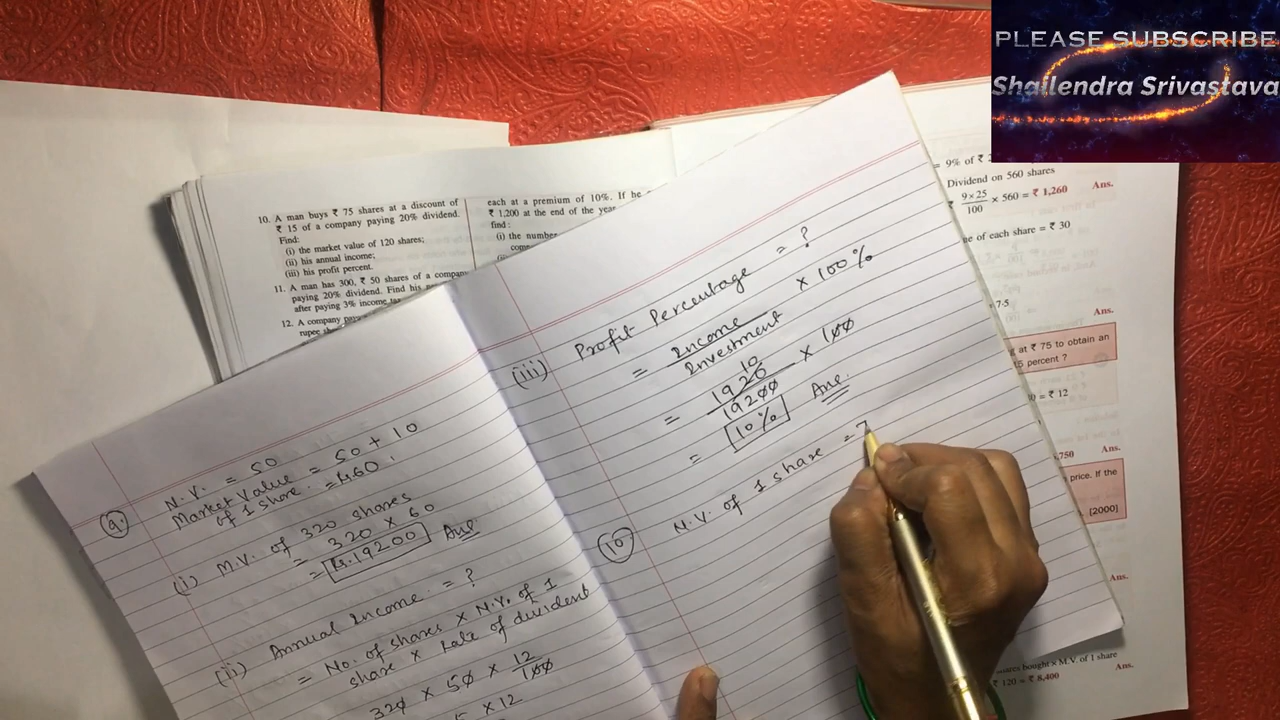 PLEASE SUBSCRIBE
Shailendra Srivastava
10. A man buys ₹ 75 shares at a discount of
₹ 15 of a company paying 20% dividend.
Find:
(i) the market value of 120 shares;
(ii) his annual income;
(iii) his profit percent.
11. A man has 300, ₹ 50 shares of a company
paying 20% dividend. Find his
after paying 3% income tax
12. A company
rupee
each at a premium of 10%. If he
₹ 1,200 at the end of the year
find :
(i) the number
= 9% of ₹
Dividend on 560 shares
₹ 9×25/100 × 560 = ₹ 1,260 Ans.
of each share = ₹ 30
7·5
Ans.
at ₹ 75 to obtain an
percent ?
= ₹ 12
Ans.
price. If the
[2000]
Ans.
shares bought × M.V. of 1 share
₹ 120 = ₹ 8,400 Ans.
9.
N.V. = 50
Market Value = 50 + 10
of 1 share. = ₹60.
(i) M.V. of 320 shares
= 320 × 60
= ₹.19200 Ans.
(ii) Annual Income = ?
= No. of shares × N.V. of 1
share × Rate of divident
320 × 50 × 12/100
× 12
(iii) Profit Percentage = ?
= Income/Investment × 100%
= 1920/19200 × 100
10
= 10% Ans.
10. N.V. of 1 share =